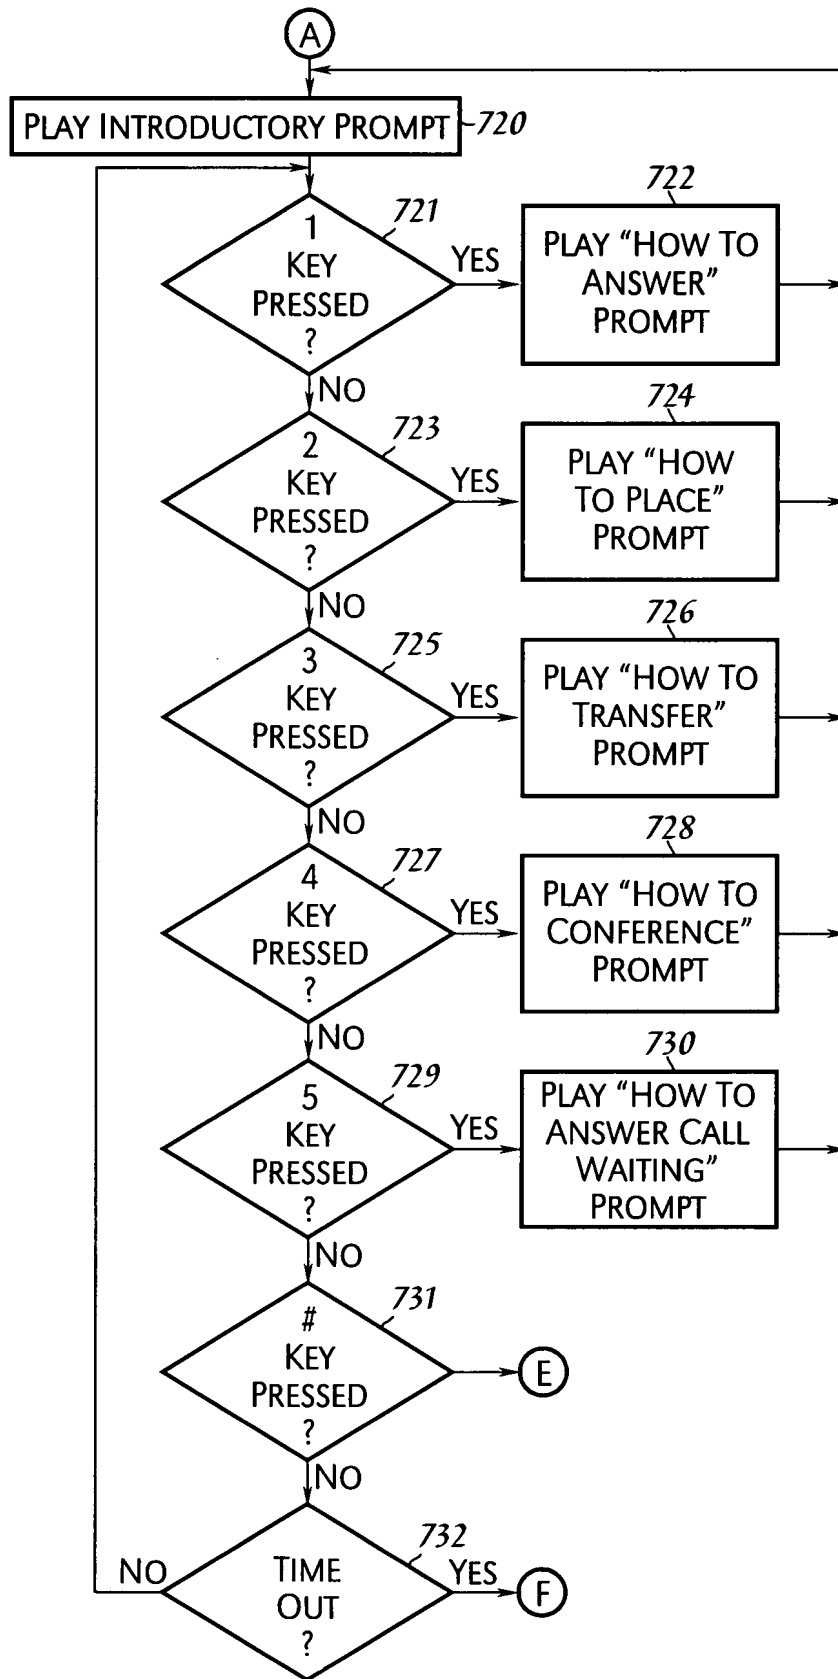 A
PLAY INTRODUCTORY PROMPT
720
1
KEY
PRESSED
?
721
YES
722
PLAY “HOW TO
ANSWER”
PROMPT
NO
2
KEY
PRESSED
?
723
YES
724
PLAY “HOW
TO PLACE”
PROMPT
NO
3
KEY
PRESSED
?
725
YES
726
PLAY “HOW TO
TRANSFER”
PROMPT
NO
4
KEY
PRESSED
?
727
YES
728
PLAY “HOW TO
CONFERENCE”
PROMPT
NO
5
KEY
PRESSED
?
729
YES
730
PLAY “HOW TO
ANSWER CALL
WAITING”
PROMPT
NO
#
KEY
PRESSED
?
731
E
NO
TIME
OUT
?
732
NO
YES
F